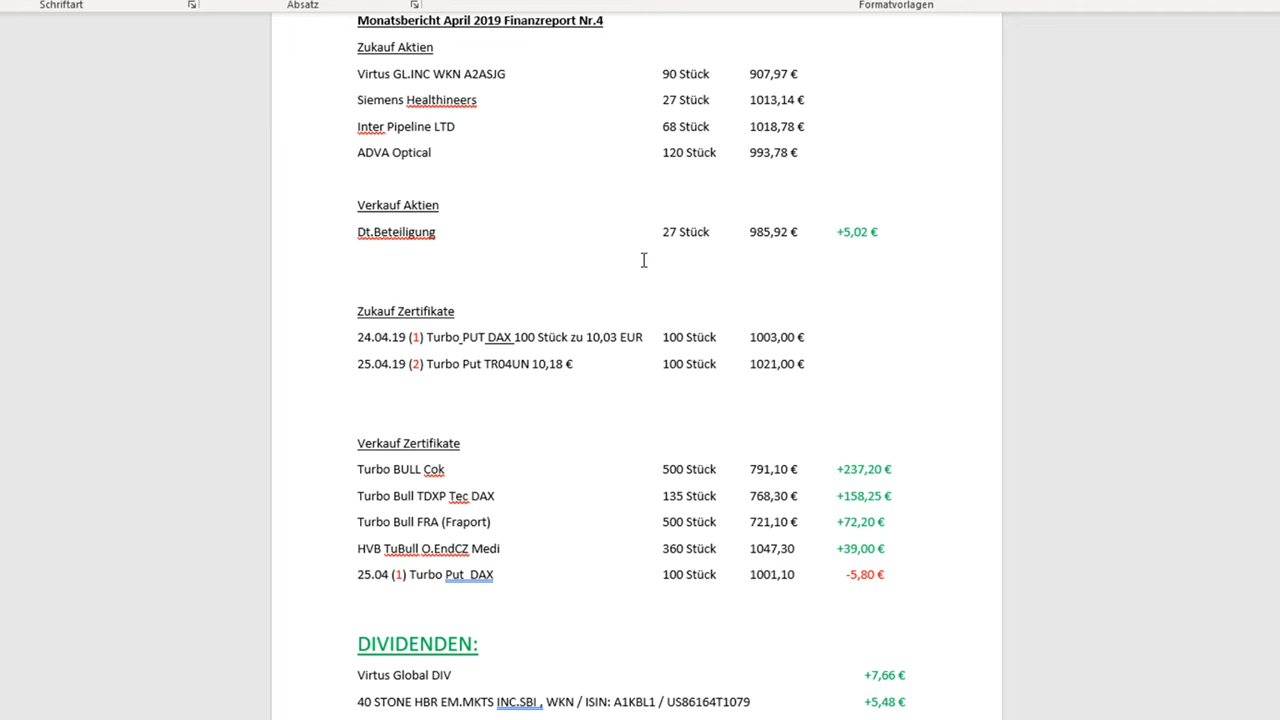 Schriftart Absatz Formatvorlagen
Monatsbericht April 2019 Finanzreport Nr.4
Zukauf Aktien
Virtus GL.INC WKN A2ASJG 90 Stück 907,97 €
Siemens Healthineers 27 Stück 1013,14 €
Inter Pipeline LTD 68 Stück 1018,78 €
ADVA Optical 120 Stück 993,78 €
Verkauf Aktien
Dt.Beteiligung 27 Stück 985,92 € +5,02 €
Zukauf Zertifikate
24.04.19 (1) Turbo PUT DAX 100 Stück zu 10,03 EUR 100 Stück 1003,00 €
25.04.19 (2) Turbo Put TR04UN 10,18 € 100 Stück 1021,00 €
Verkauf Zertifikate
Turbo BULL Cok 500 Stück 791,10 € +237,20 €
Turbo Bull TDXP Tec DAX 135 Stück 768,30 € +158,25 €
Turbo Bull FRA (Fraport) 500 Stück 721,10 € +72,20 €
HVB TuBull O.EndCZ Medi 360 Stück 1047,30 +39,00 €
25.04 (1) Turbo Put DAX 100 Stück 1001,10 -5,80 €
DIVIDENDEN:
Virtus Global DIV +7,66 €
40 STONE HBR EM.MKTS INC.SBI , WKN / ISIN: A1KBL1 / US86164T1079 +5,48 €